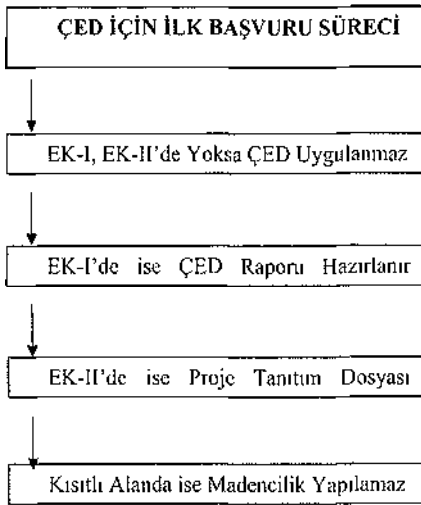 ÇED İÇİN İLK BAŞVURU SÜRECİ
EK-I, EK-II'de Yoksa ÇED Uygulanmaz
EK-I'de ise ÇED Raporu Hazırlanır
EK-II'de ise Proje Tanıtım Dosyası
Kısıtlı Alanda ise Madencilik Yapılamaz